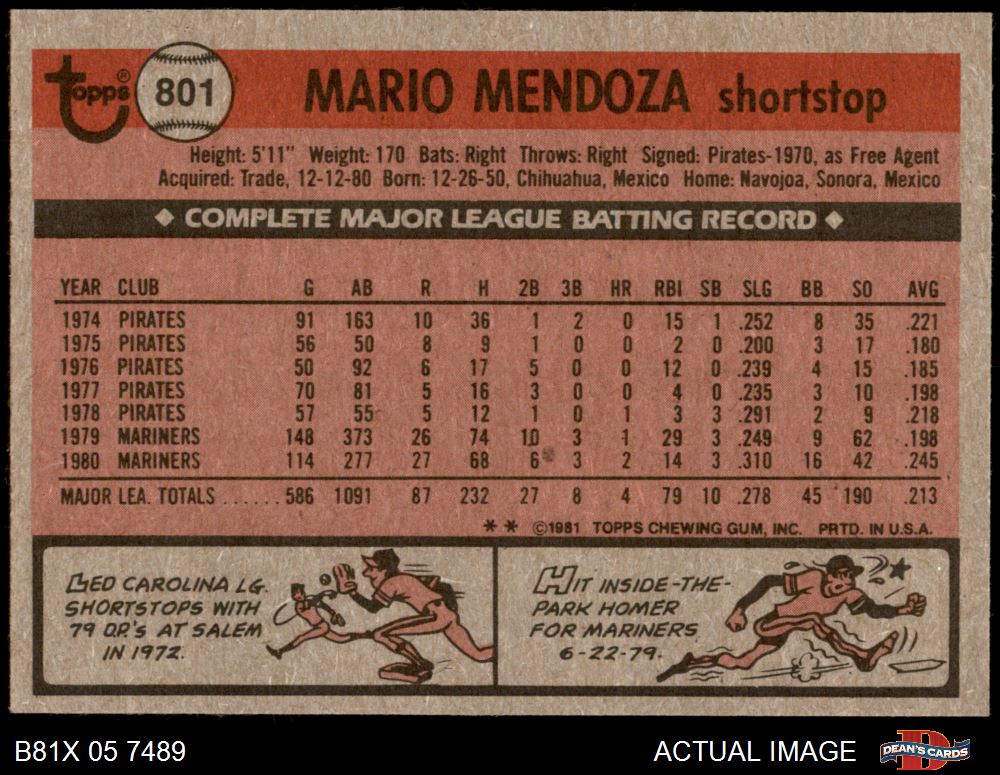 Topps® 801 MARIO MENDOZA shortstop
Height: 5'11" Weight: 170 Bats: Right Throws: Right Signed: Pirates-1970, as Free Agent
Acquired: Trade, 12-12-80 Born: 12-26-50, Chihuahua, Mexico Home: Navojoa, Sonora, Mexico
◆ COMPLETE MAJOR LEAGUE BATTING RECORD ◆
YEAR CLUB G AB R H 2B 3B HR RBI SB SLG BB SO AVG
1974 PIRATES 91 163 10 36 1 2 0 15 1 .252 8 35 .221
1975 PIRATES 56 50 8 9 1 0 0 2 0 .200 3 17 .180
1976 PIRATES 50 92 6 17 5 0 0 12 0 .239 4 15 .185
1977 PIRATES 70 81 5 16 3 0 0 4 0 .235 3 10 .198
1978 PIRATES 57 55 5 12 1 0 1 3 3 .291 2 9 .218
1979 MARINERS 148 373 26 74 10 3 1 29 3 .249 9 62 .198
1980 MARINERS 114 277 27 68 6 3 2 14 3 .310 16 42 .245
MAJOR LEA. TOTALS ...... 586 1091 87 232 27 8 4 79 10 .278 45 190 .213
** ©1981 TOPPS CHEWING GUM, INC. PRTD. IN U.S.A.
LED CAROLINA LG.
SHORTSTOPS WITH
79 D.P.'S AT SALEM
IN 1972.
HIT INSIDE-THE-
PARK HOMER
FOR MARINERS
6-22-79.
B81X 05 7489 ACTUAL IMAGE DEAN'S CARDS